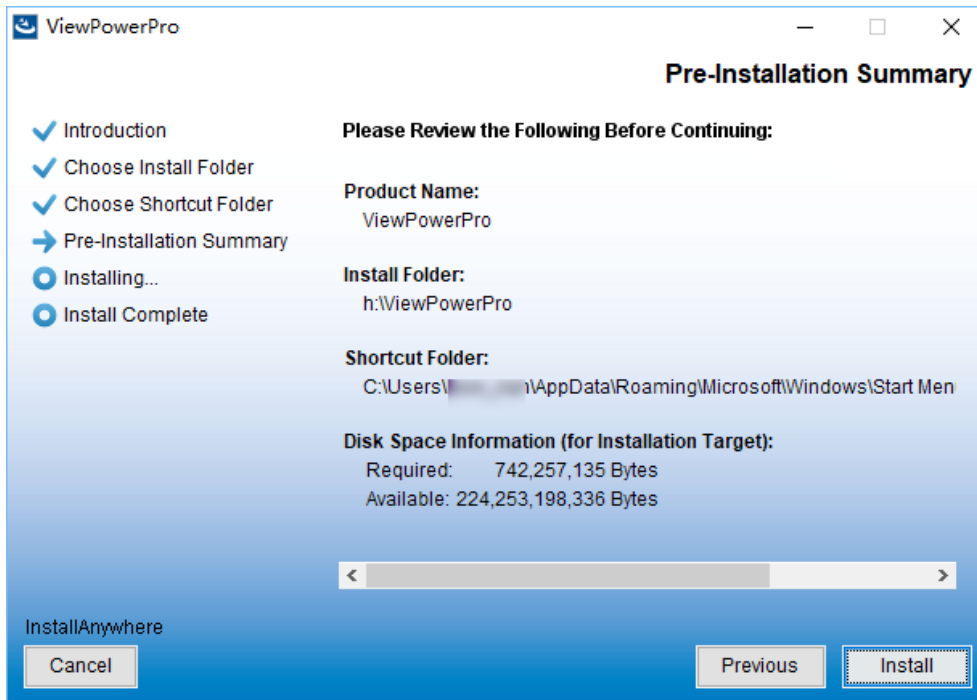 ViewPowerPro
Pre-Installation Summary
Introduction
Choose Install Folder
Choose Shortcut Folder
Pre-Installation Summary
Installing...
Install Complete
Please Review the Following Before Continuing:
Product Name:
ViewPowerPro
Install Folder:
h:\ViewPowerPro
Shortcut Folder:
C:\Users\ \AppData\Roaming\Microsoft\Windows\Start Men
Disk Space Information (for Installation Target):
Required: 742,257,135 Bytes
Available: 224,253,198,336 Bytes
InstallAnywhere
Cancel
Previous
Install